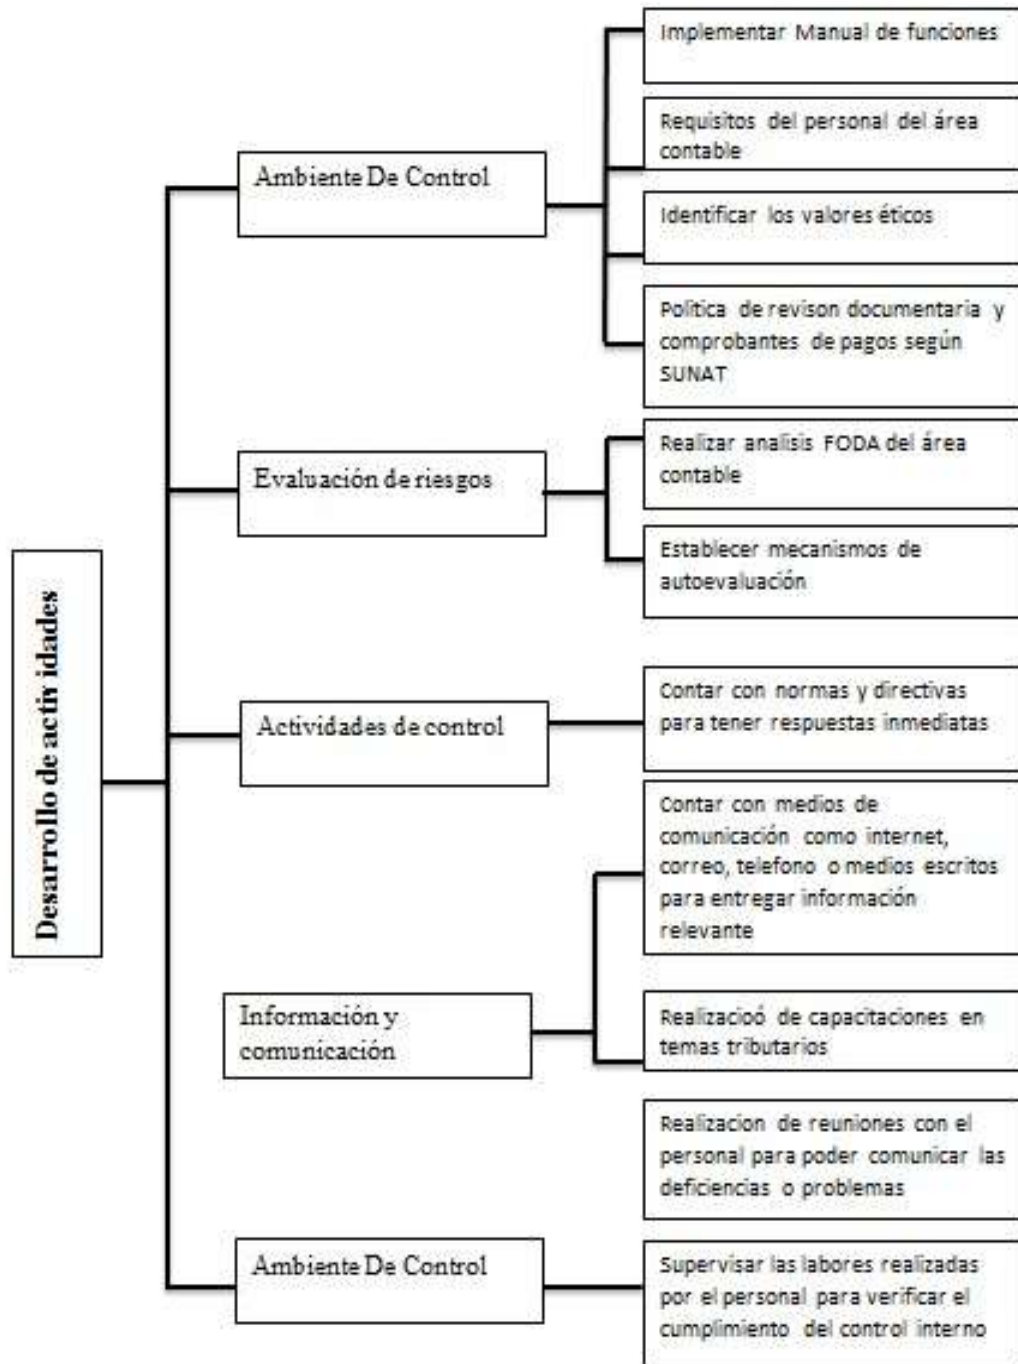 Desarrollo de actividades
Ambiente De Control
Implementar Manual de funciones
Requisitos del personal del área
contable
Identificar los valores éticos
Política de revison documentaria y
comprobantes de pagos según
SUNAT
Evaluación de riesgos
Realizar analisis FODA del área
contable
Establecer mecanismos de
autoevaluación
Actividades de control
Contar con normas y directivas
para tener respuestas inmediatas
Información y
comunicación
Contar con medios de
comunicación como internet,
correo, telefono o medios escritos
para entregar información
relevante
Realizacioó de capacitaciones en
temas tributarios
Realizacion de reuniones con el
personal para poder comunicar las
deficiencias o problemas
Ambiente De Control
Supervisar las labores realizadas
por el personal para verificar el
cumplimiento del control interno